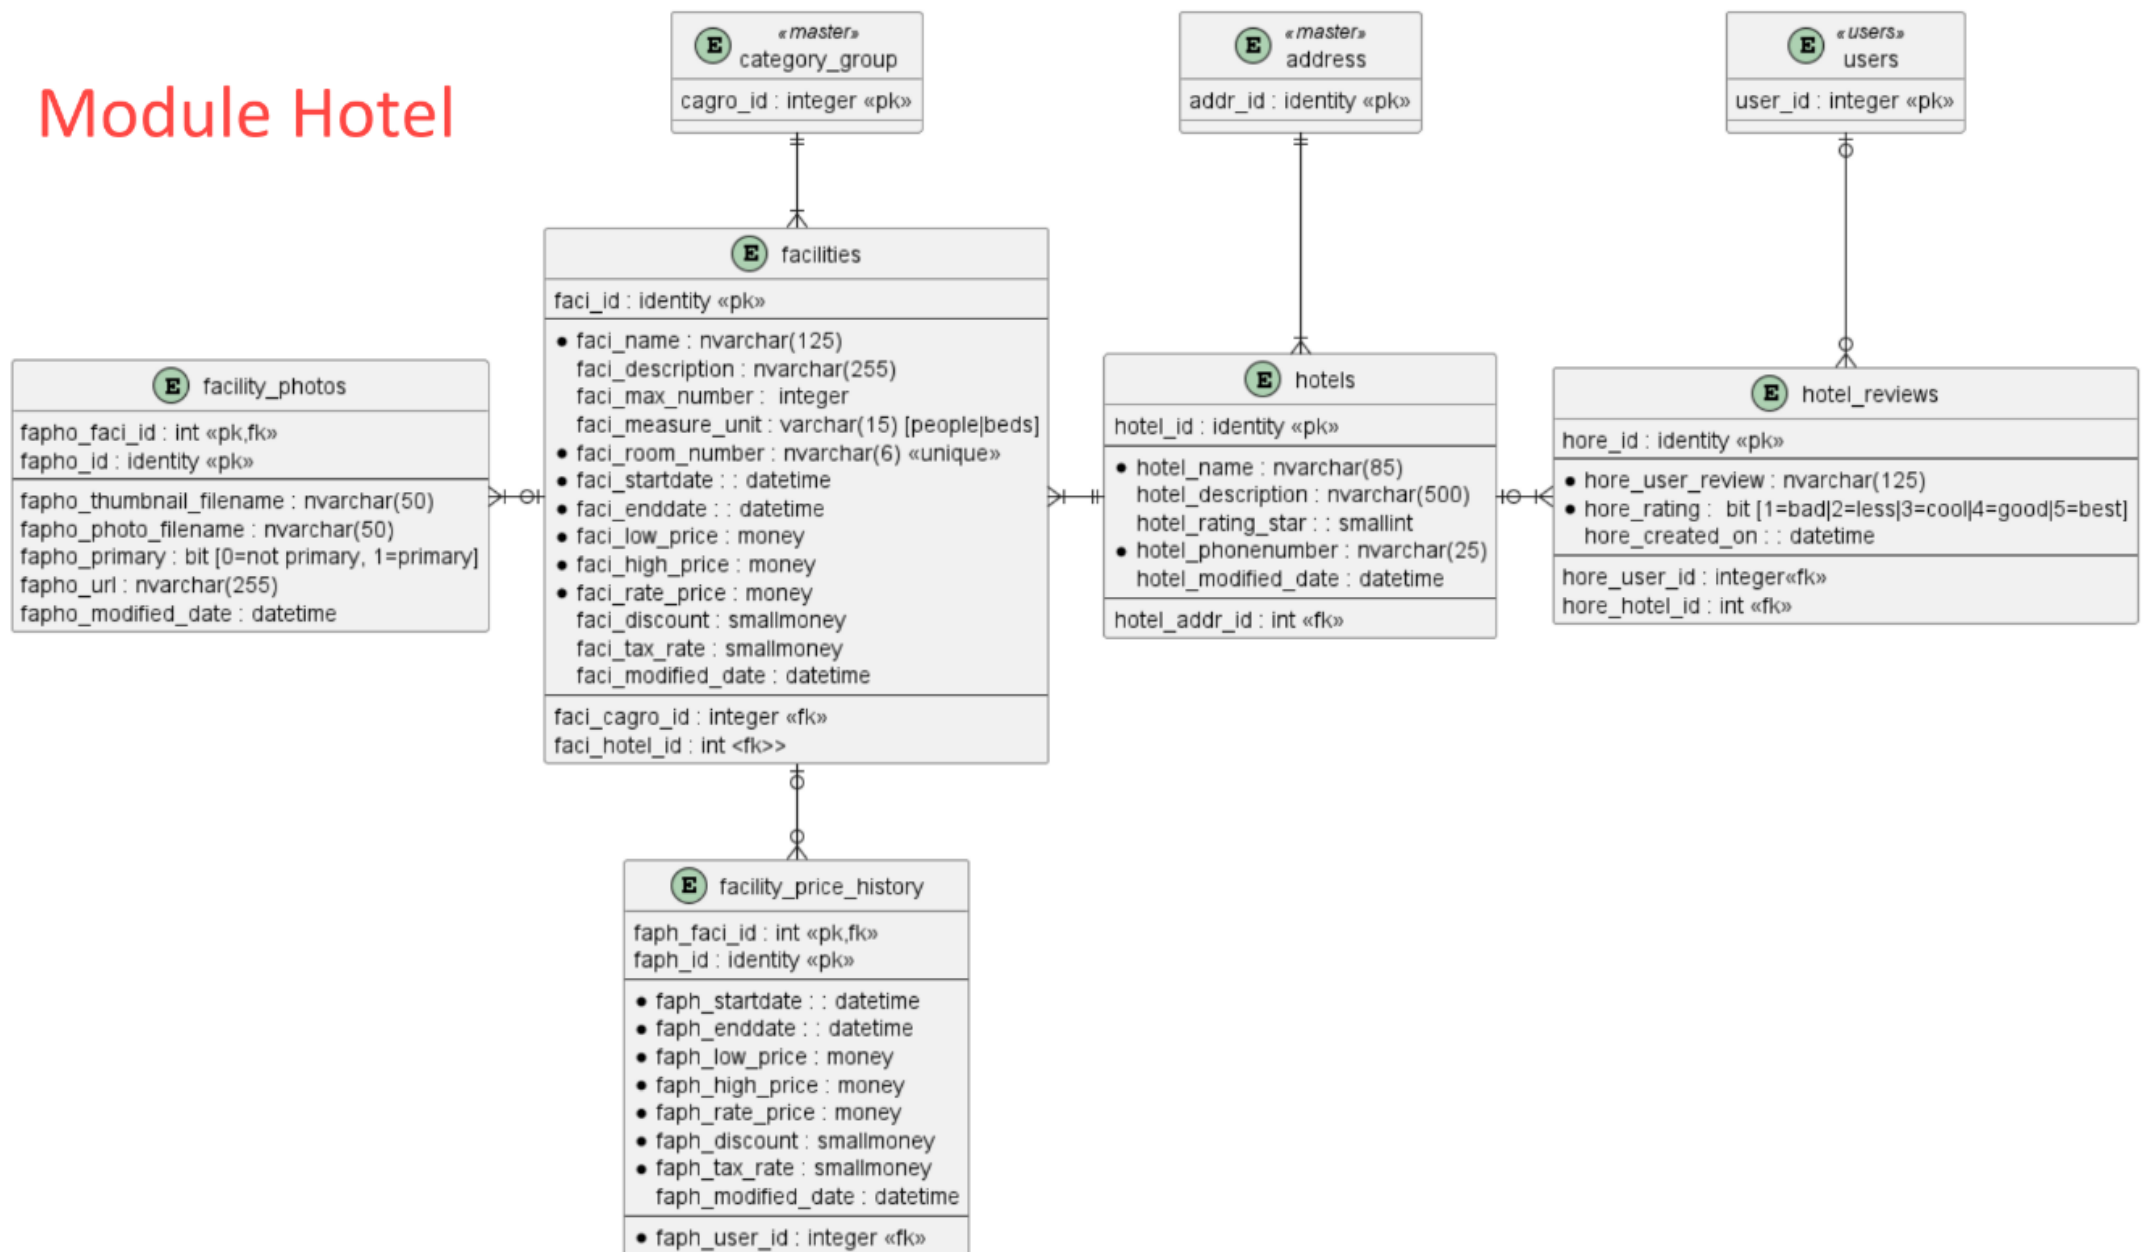 Module Hotel
E «master»
category_group
cagro_id : integer «pk»
E «master»
address
addr_id : identity «pk»
E «users»
users
user_id : integer «pk»
E facilities
faci_id : identity «pk»
faci_name : nvarchar(125)
faci_description : nvarchar(255)
faci_max_number :  integer
faci_measure_unit : varchar(15) [people|beds]
faci_room_number : nvarchar(6) «unique»
faci_startdate : : datetime
faci_enddate : : datetime
faci_low_price : money
faci_high_price : money
faci_rate_price : money
faci_discount : smallmoney
faci_tax_rate : smallmoney
faci_modified_date : datetime
faci_cagro_id : integer «fk»
faci_hotel_id : int <fk>>
E facility_photos
fapho_faci_id : int «pk,fk»
fapho_id : identity «pk»
fapho_thumbnail_filename : nvarchar(50)
fapho_photo_filename : nvarchar(50)
fapho_primary : bit [0=not primary, 1=primary]
fapho_url : nvarchar(255)
fapho_modified_date : datetime
E hotels
hotel_id : identity «pk»
hotel_name : nvarchar(85)
hotel_description : nvarchar(500)
hotel_rating_star : : smallint
hotel_phonenumber : nvarchar(25)
hotel_modified_date : datetime
hotel_addr_id : int «fk»
E hotel_reviews
hore_id : identity «pk»
hore_user_review : nvarchar(125)
hore_rating :  bit [1=bad|2=less|3=cool|4=good|5=best]
hore_created_on : : datetime
hore_user_id : integer«fk»
hore_hotel_id : int «fk»
E facility_price_history
faph_faci_id : int «pk,fk»
faph_id : identity «pk»
faph_startdate : : datetime
faph_enddate : : datetime
faph_low_price : money
faph_high_price : money
faph_rate_price : money
faph_discount : smallmoney
faph_tax_rate : smallmoney
faph_modified_date : datetime
faph_user_id : integer «fk»